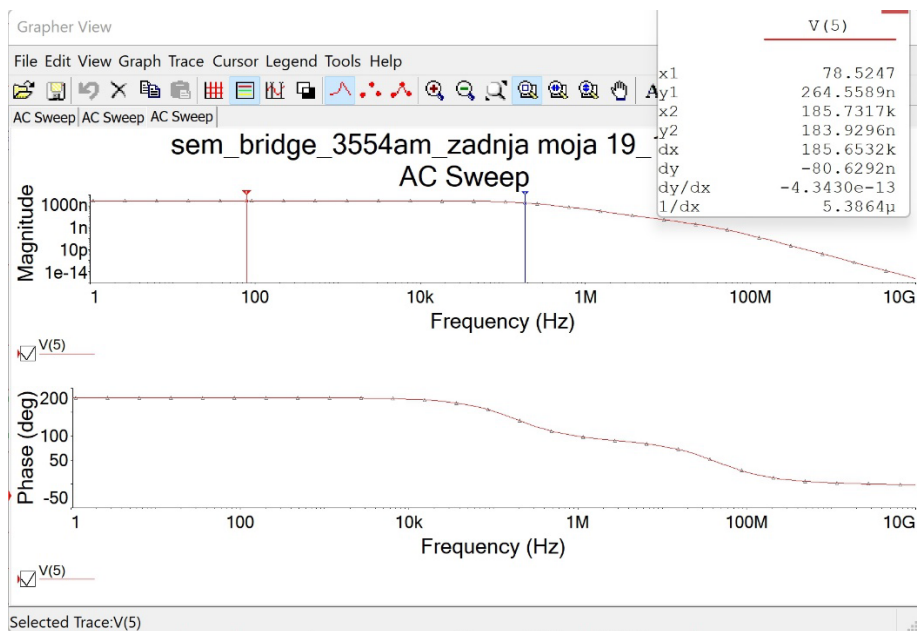 Grapher View
File Edit View Graph Trace Cursor Legend Tools Help
AC Sweep AC Sweep AC Sweep
V(5)
x1 78.5247
y1 264.5589n
x2 185.7317k
y2 183.9296n
dx 185.6532k
dy -80.6292n
dy/dx -4.3430e-13
1/dx 5.3864µ
sem_bridge_3554am_zadnja moja 19_
AC Sweep
Magnitude
1000n
1n
10p
1e-14
1 100 10k 1M 100M 10G
Frequency (Hz)
V(5)
Phase (deg)
200
100
50
-50
1 100 10k 1M 100M 10G
Frequency (Hz)
V(5)
Selected Trace:V(5)